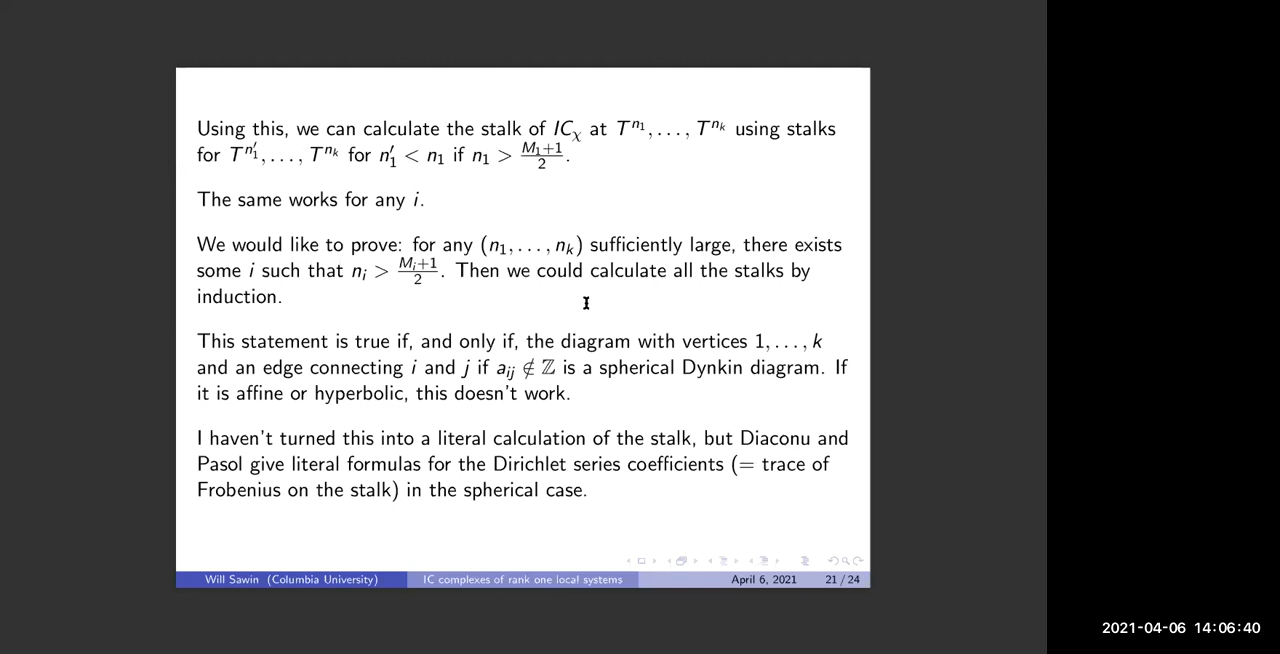 Using this, we can calculate the stalk of IC_χ at T^{n_1}, . . . , T^{n_k} using stalks
for T^{n'_1}, . . . , T^{n_k} for n'_1 < n_1 if n_1 > \frac{M_1+1}{2}.
The same works for any i.
We would like to prove: for any (n_1, . . . , n_k) sufficiently large, there exists
some i such that n_i > \frac{M_i+1}{2}. Then we could calculate all the stalks by
induction.
This statement is true if, and only if, the diagram with vertices 1, . . . , k
and an edge connecting i and j if a_{ij} ∉ ℤ is a spherical Dynkin diagram. If
it is affine or hyperbolic, this doesn't work.
I haven't turned this into a literal calculation of the stalk, but Diaconu and
Pasol give literal formulas for the Dirichlet series coefficients (= trace of
Frobenius on the stalk) in the spherical case.
Will Sawin (Columbia University) IC complexes of rank one local systems April 6, 2021 21 / 24
2021-04-06 14:06:40